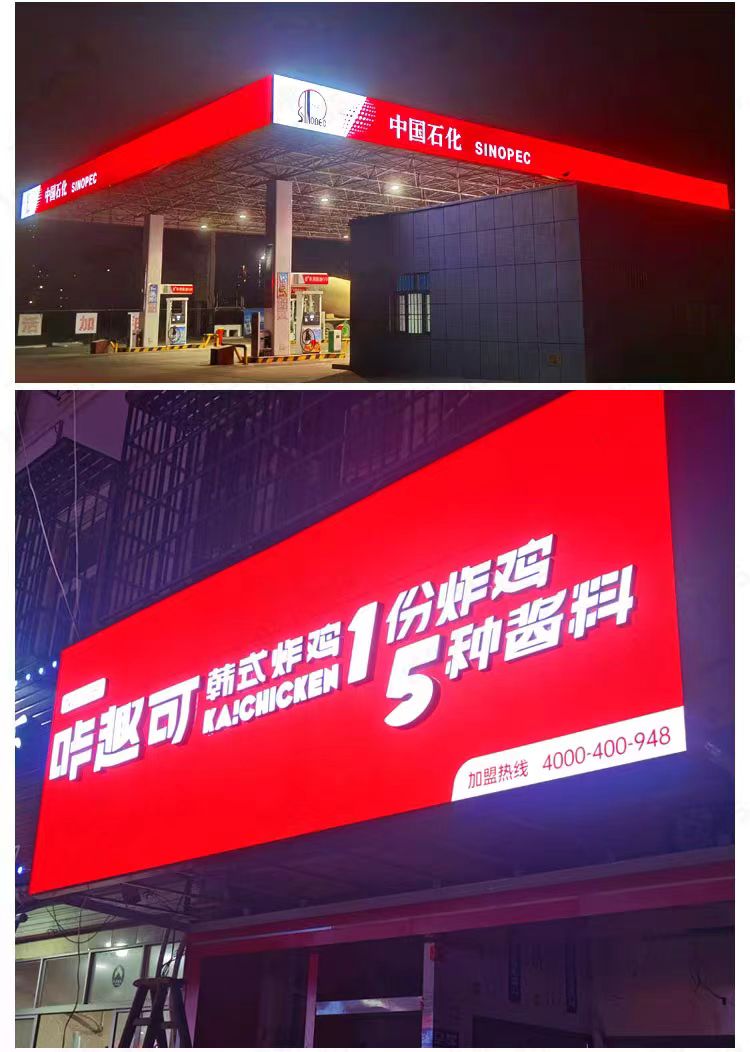 SINOPEC
中国石化 SINOPEC
中国石化 SINOPEC
加
咔趣可
韩式炸鸡
KA!CHICKEN
1份炸鸡
5种酱料
加盟热线 4000-400-948